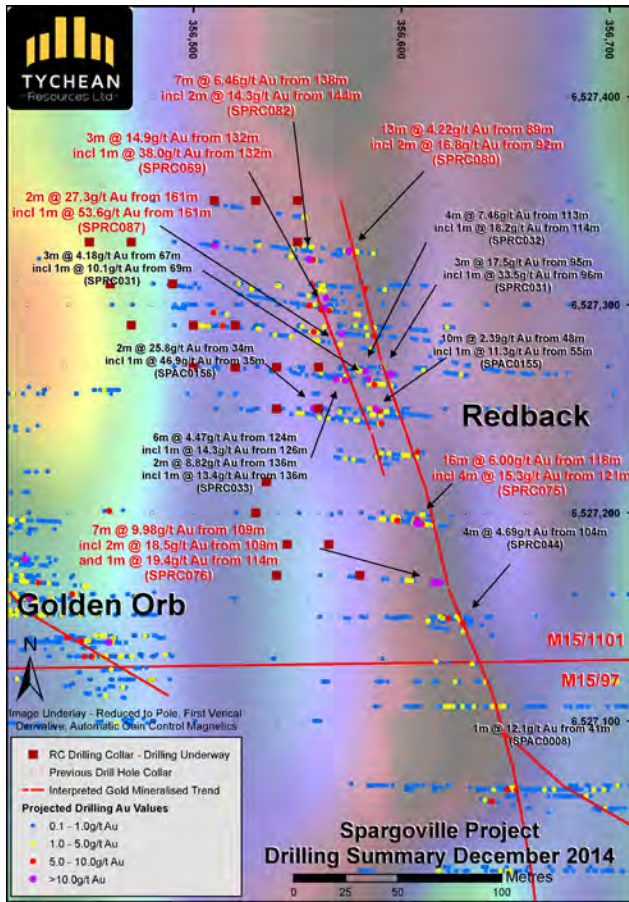 TYCHEAN
Resources Ltd
356,500
356,600
356,700
6,527,400
7m @ 6.46g/t Au from 138m
incl 2m @ 14.3g/t Au from 144m
(SPRC082)
13m @ 4.22g/t Au from 89m
incl 2m @ 16.8g/t Au from 92m
(SPRC080)
3m @ 14.9g/t Au from 132m
incl 1m @ 38.0g/t Au from 132m
(SPRC069)
2m @ 27.3g/t Au from 161m
incl 1m @ 53.6g/t Au from 161m
(SPRC087)
4m @ 7.46g/t Au from 113m
incl 1m @ 18.2g/t Au from 114m
(SPRC032)
3m @ 4.18g/t Au from 67m
incl 1m @ 10.1g/t Au from 69m
(SPRC031)
3m @ 17.5g/t Au from 95m
incl 1m @ 33.5g/t Au from 96m
(SPRC031)
6,527,300
2m @ 25.8g/t Au from 34m
incl 1m @ 46.9g/t Au from 35m
(SPAC0156)
10m @ 2.39g/t Au from 48m
incl 1m @ 11.3g/t Au from 55m
(SPAC0155)
Redback
6m @ 4.47g/t Au from 124m
incl 1m @ 14.3g/t Au from 126m
2m @ 8.82g/t Au from 136m
incl 1m @ 13.4g/t Au from 136m
(SPRC033)
16m @ 6.00g/t Au from 118m
incl 4m @ 15.3g/t Au from 121m
(SPRC075)
6,527,200
7m @ 9.98g/t Au from 109m
incl 2m @ 18.5g/t Au from 109m
and 1m @ 19.4g/t Au from 114m
(SPRC076)
4m @ 4.69g/t Au from 104m
(SPRC044)
Golden Orb
N
M15/1101
M15/97
Image Underlay - Reduced to Pole, First Verical
Derivalive, Automatic Gain Control Magnetics
6,527,100
1m @ 12.1g/t Au from 41m
(SPAC0008)
RC Drilling Collar - Drilling Underway
Previous Drill Hole Collar
Interpreted Gold Mineralised Trend
Projected Drilling Au Values
0.1 - 1.0g/t Au
1.0 - 5.0g/t Au
5.0 - 10.0g/t Au
>10.0g/t Au
Spargoville Project
Drilling Summary December 2014
Metres
0 25 50 100